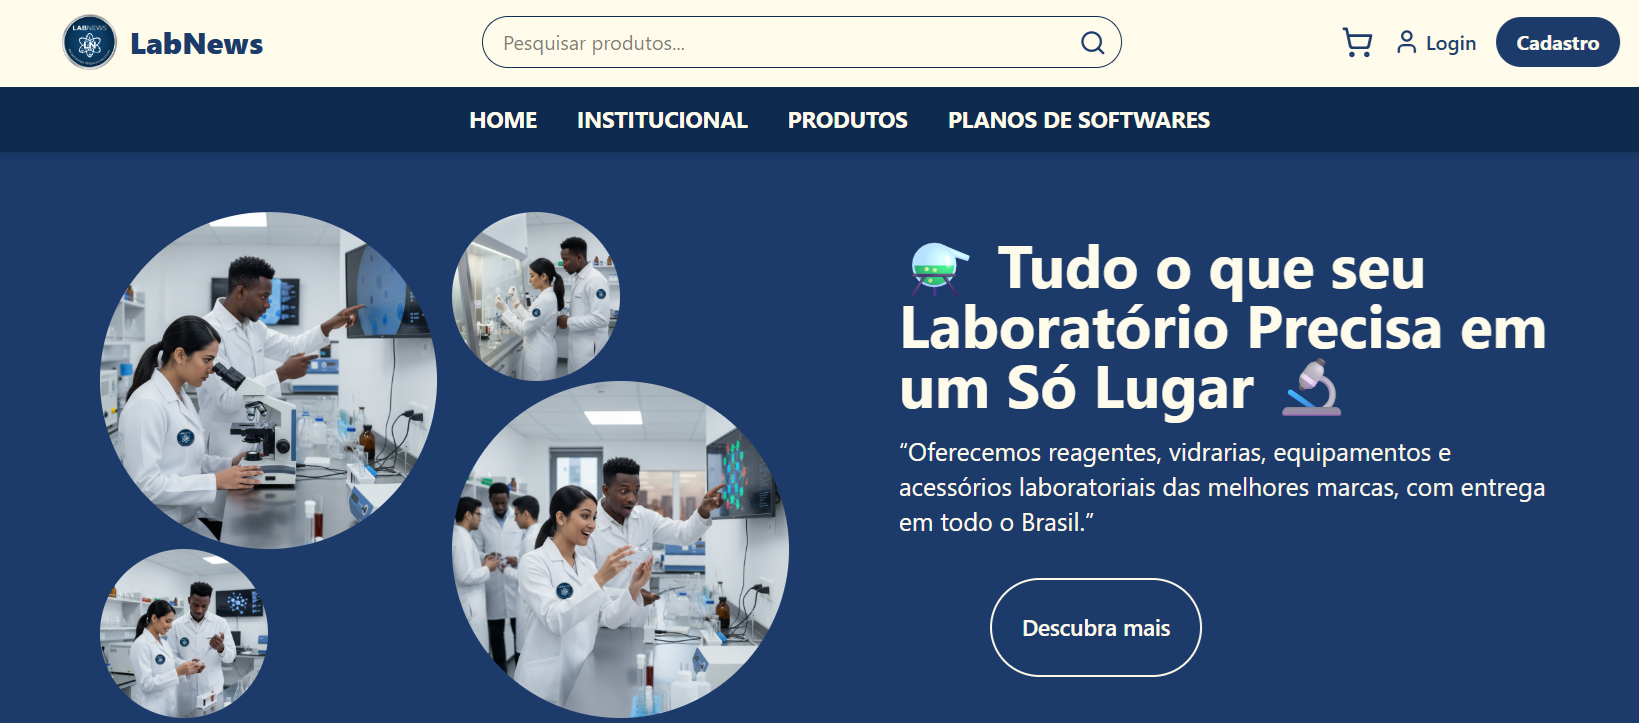 LABNEWS
LN
LabNews
Pesquisar produtos...
Login
Cadastro
HOME
INSTITUCIONAL
PRODUTOS
PLANOS DE SOFTWARES
Tudo o que seu
Laboratório Precisa em
um Só Lugar
“Oferecemos reagentes, vidrarias, equipamentos e
acessórios laboratoriais das melhores marcas, com entrega
em todo o Brasil.”
Descubra mais